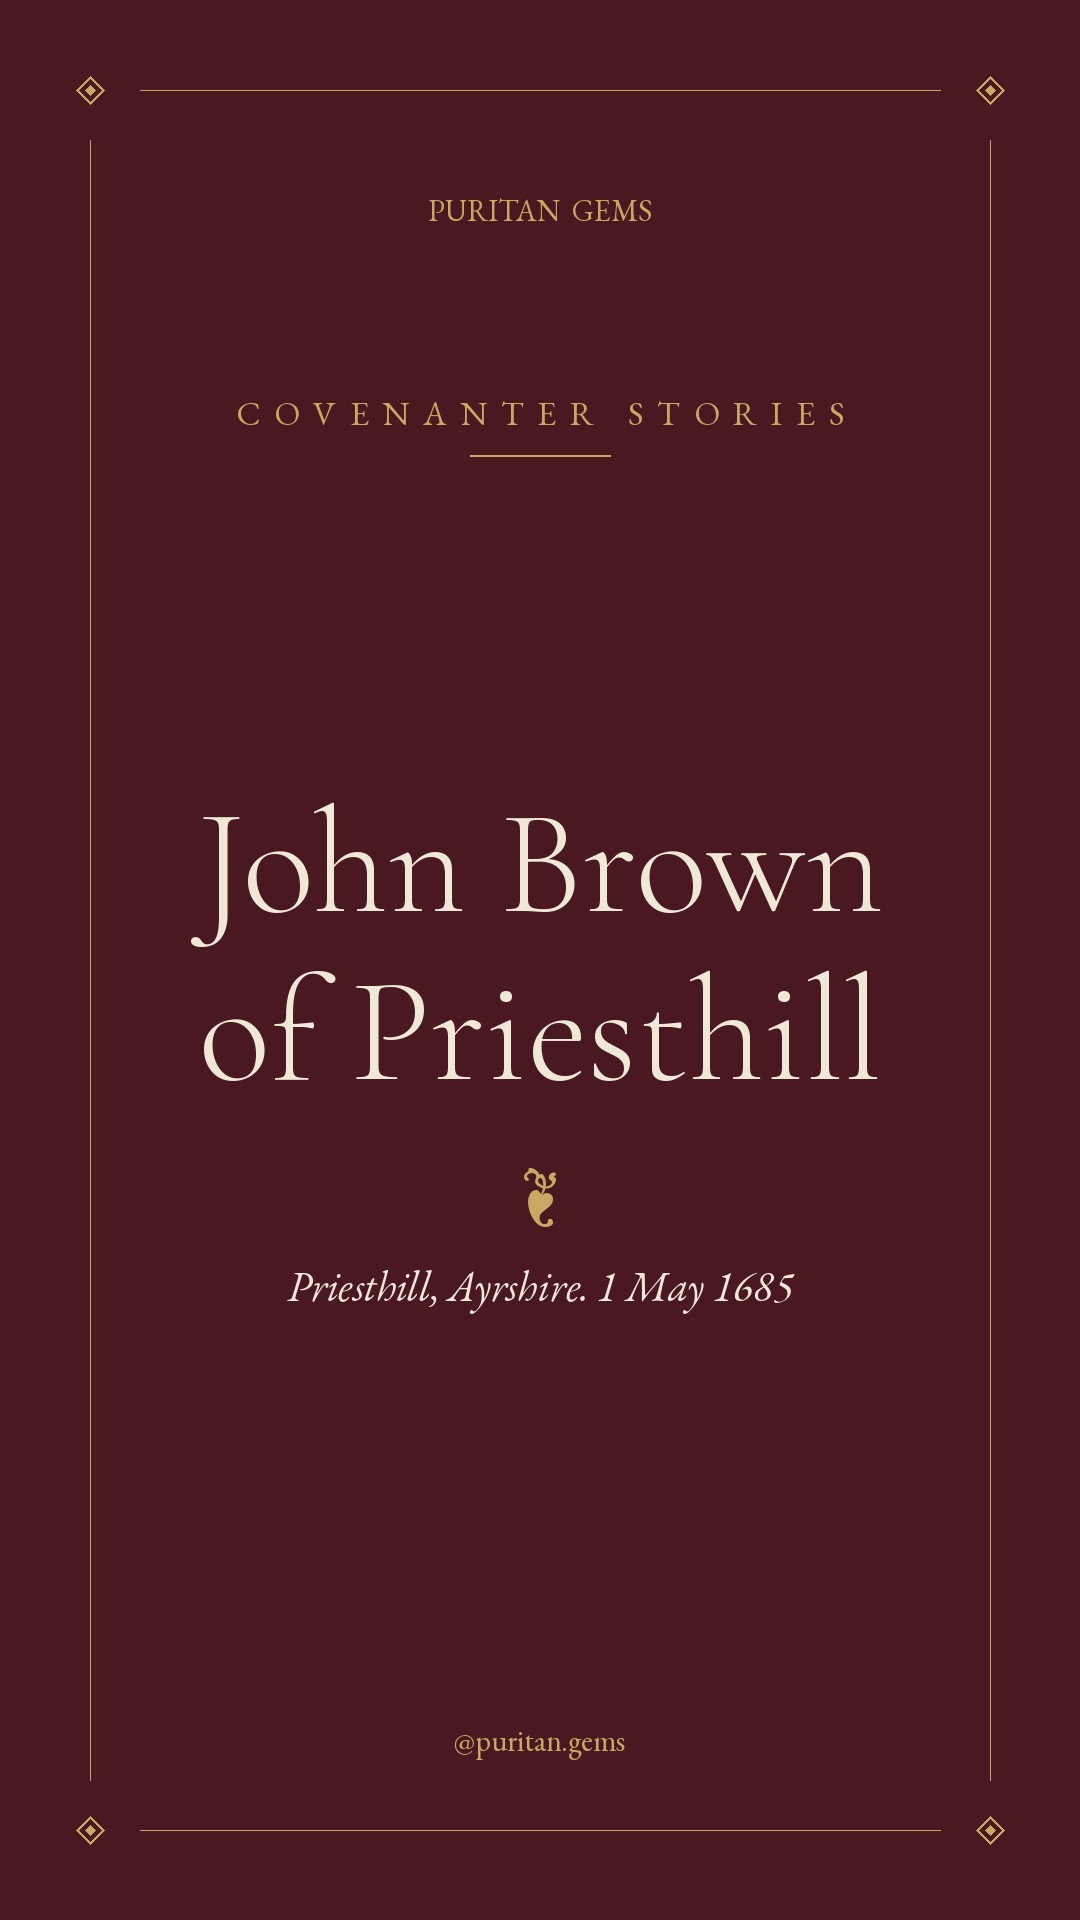 PURITAN GEMS
COVENANTER STORIES
John Brown
of Priesthill
Priesthill, Ayrshire. 1 May 1685
@puritan.gems